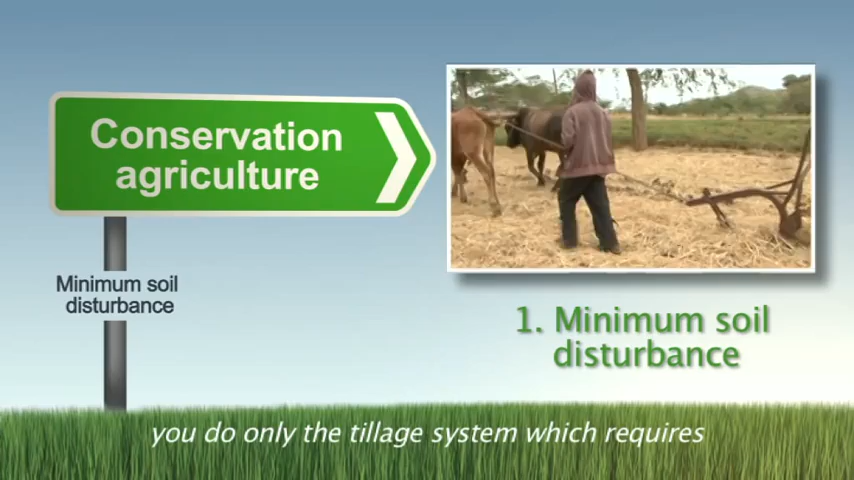 Conservation
agriculture
Minimum soil
disturbance
1. Minimum soil
disturbance
you do only the tillage system which requires